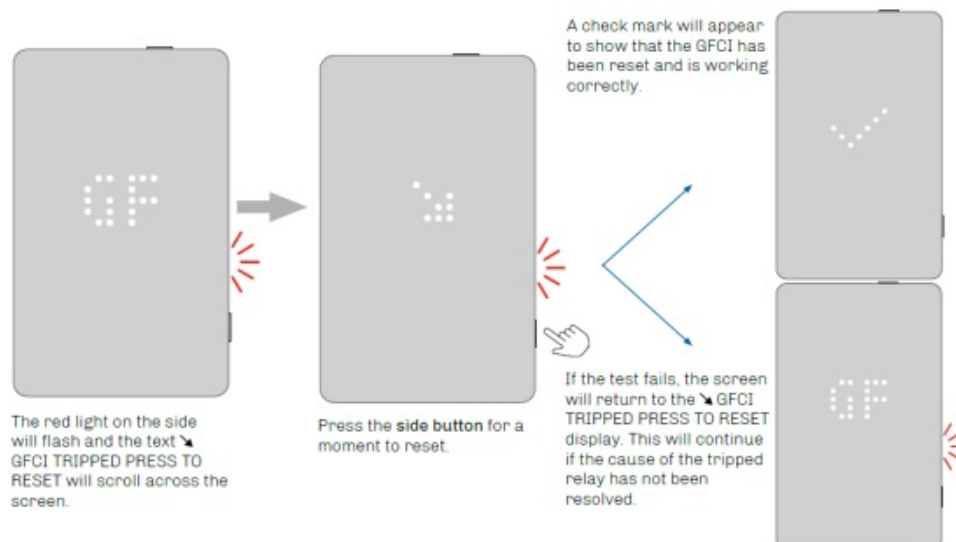 GF
The red light on the side
will flash and the text ↘
GFCI TRIPPED PRESS TO
RESET will scroll across the
screen.
Press the side button for a
moment to reset.
A check mark will appear
to show that the GFCI has
been reset and is working
correctly.
If the test fails, the screen
will return to the ↘ GFCI
TRIPPED PRESS TO RESET
display. This will continue
if the cause of the tripped
relay has not been
resolved.
GF